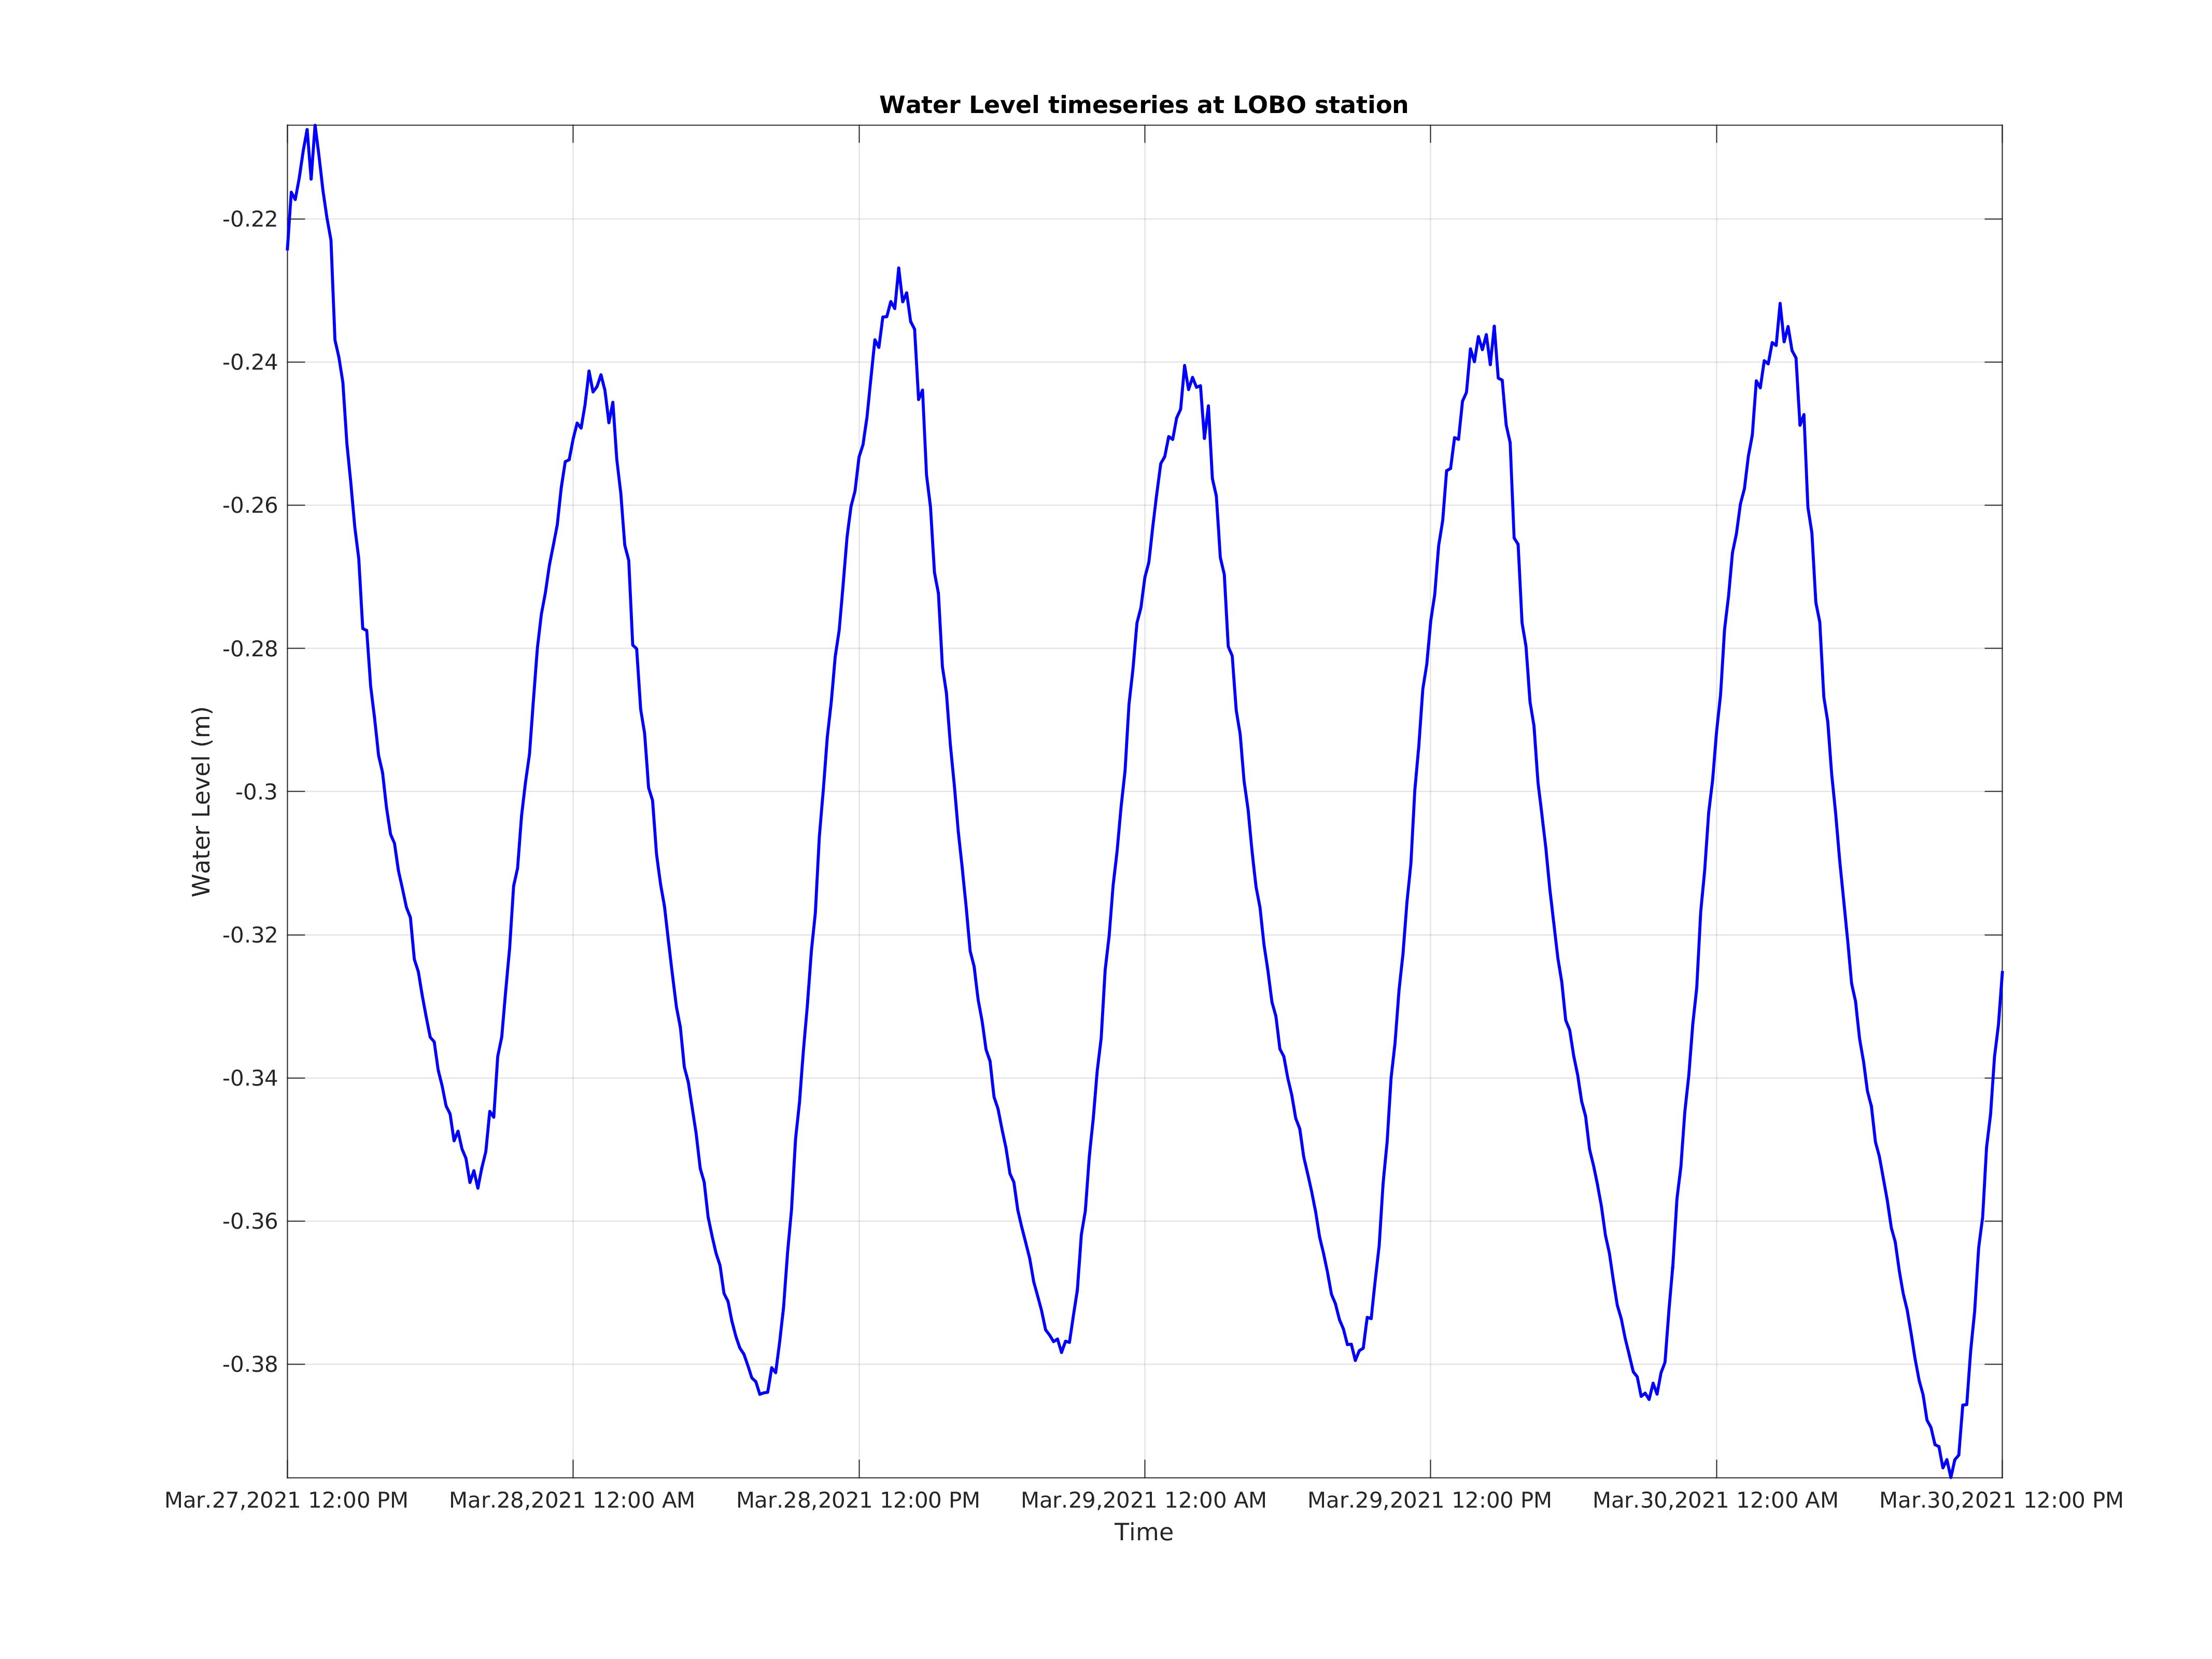 Water Level timeseries at LOBO station
-0.22
-0.24
-0.26
-0.28
-0.3
-0.32
-0.34
-0.36
-0.38
Water Level (m)
Mar.27,2021 12:00 PM Mar.28,2021 12:00 AM Mar.28,2021 12:00 PM Mar.29,2021 12:00 AM Mar.29,2021 12:00 PM Mar.30,2021 12:00 AM Mar.30,2021 12:00 PM
Time